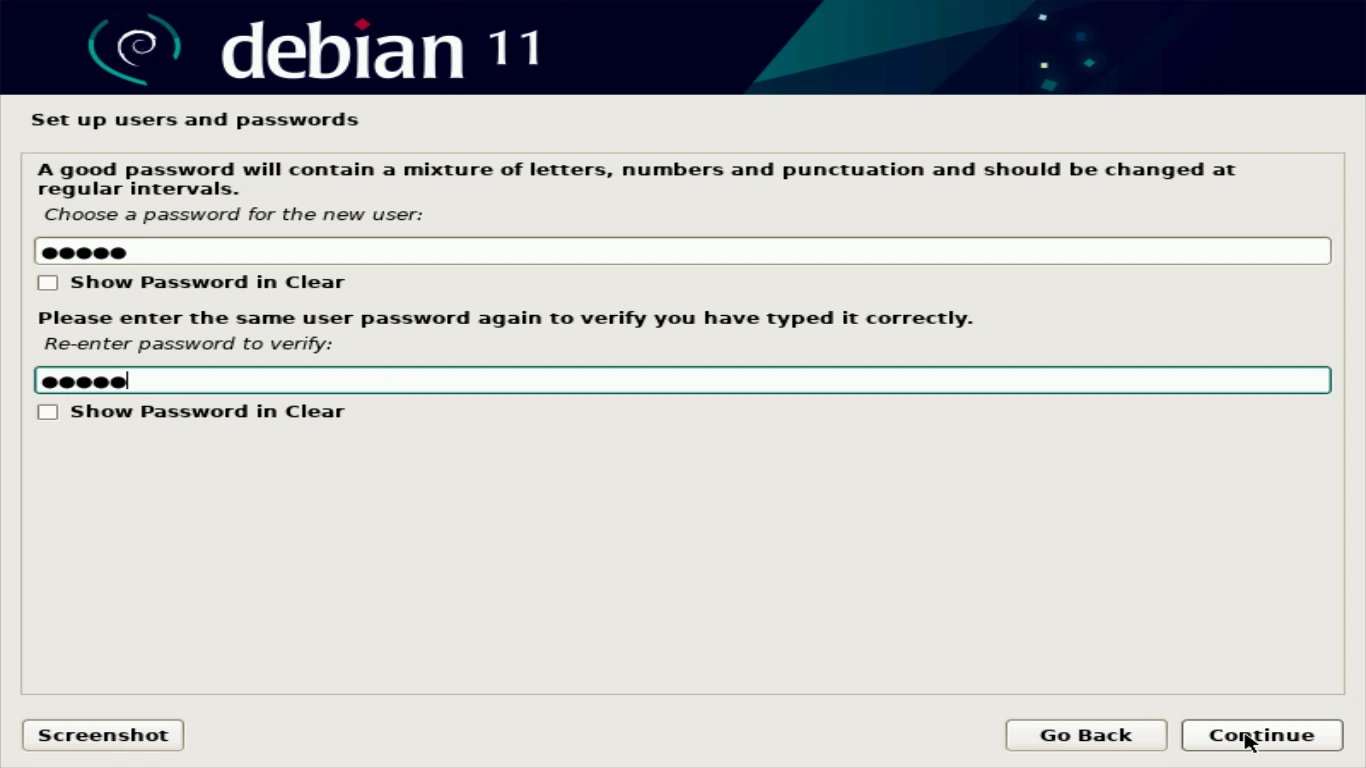 debian 11
Set up users and passwords
A good password will contain a mixture of letters, numbers and punctuation and should be changed at
regular intervals.
Choose a password for the new user:
●●●●●
Show Password in Clear
Please enter the same user password again to verify you have typed it correctly.
Re-enter password to verify:
●●●●●
Show Password in Clear
Screenshot
Go Back
Continue